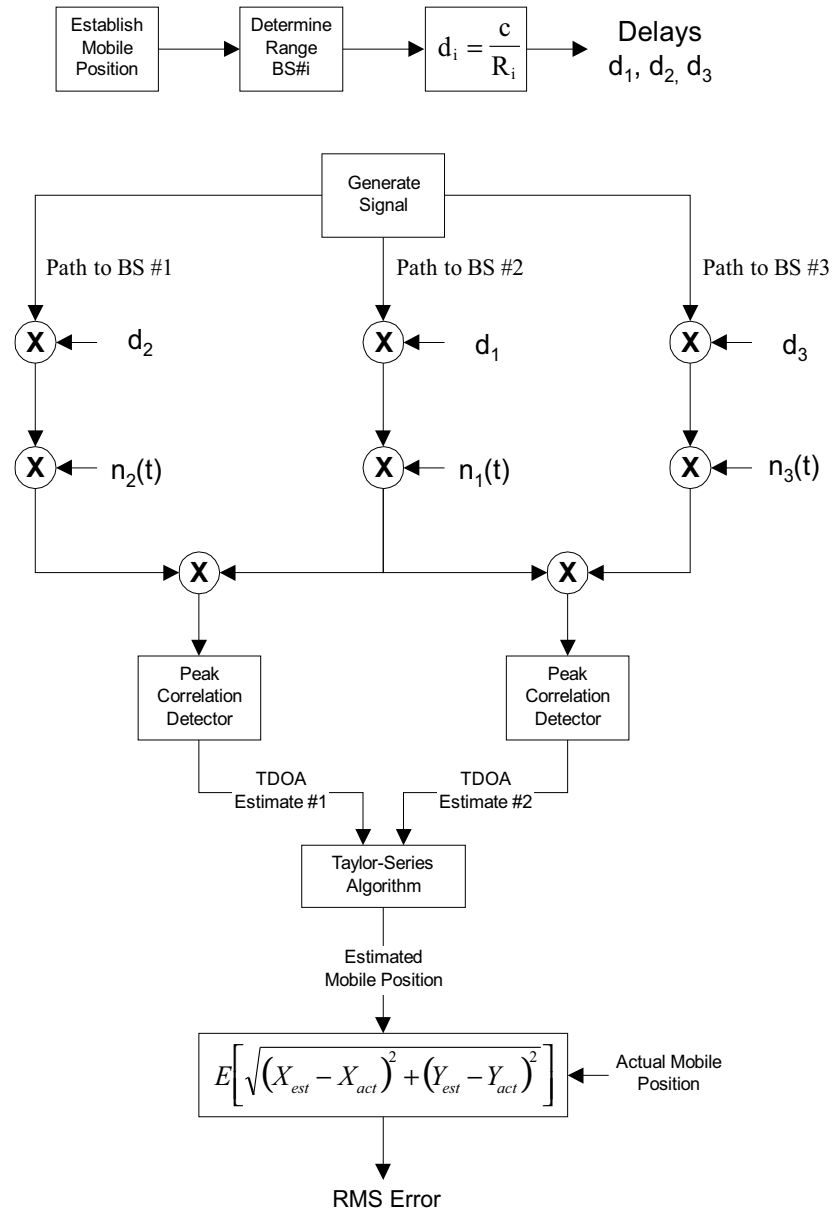 Establish
Mobile
Position
Determine
Range
BS#i
d_i = c / R_i
Delays
d_1, d_2, d_3
Generate
Signal
Path to BS #1
Path to BS #2
Path to BS #3
X
d_2
X
d_1
X
d_3
X
n_2(t)
X
n_1(t)
X
n_3(t)
X
X
Peak
Correlation
Detector
Peak
Correlation
Detector
TDOA
Estimate #1
TDOA
Estimate #2
Taylor-Series
Algorithm
Estimated
Mobile Position
E[√((X_est − X_act)^2 + (Y_est − Y_act)^2)]
Actual Mobile
Position
RMS Error